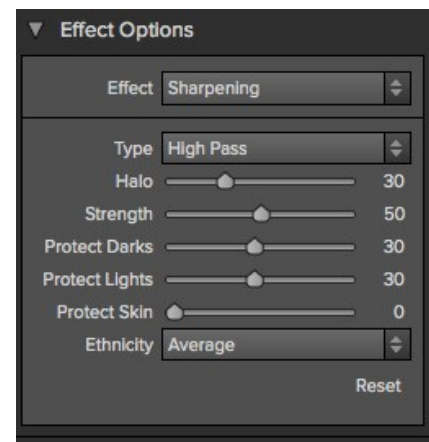 Effect Options
Effect Sharpening
Type High Pass
Halo 30
Strength 50
Protect Darks 30
Protect Lights 30
Protect Skin 0
Ethnicity Average
Reset